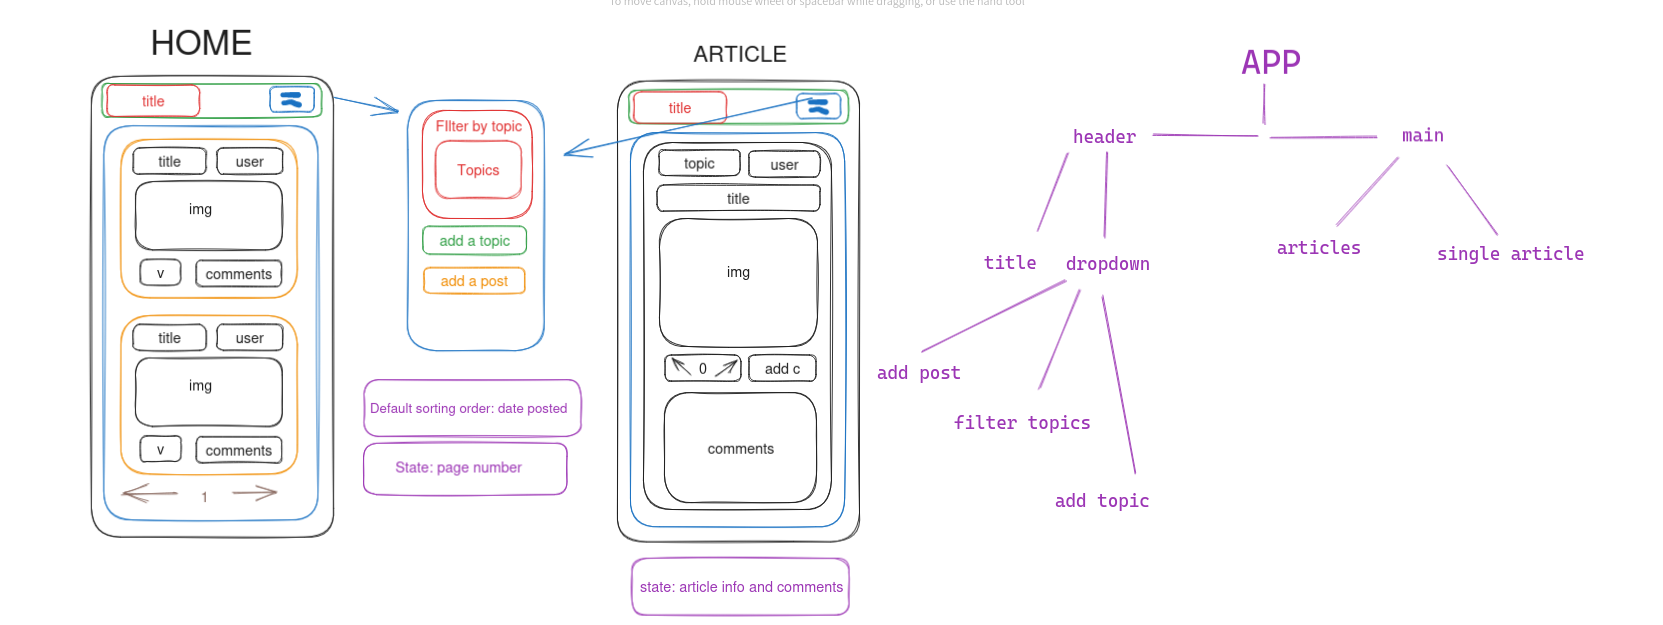 To move canvas, hold mouse wheel or spacebar while dragging, or use the hand tool
HOME
title
title
user
img
v
comments
title
user
img
v
comments
1
FIlter by topic
Topics
add a topic
add a post
Default sorting order: date posted
State: page number
ARTICLE
title
topic
user
title
img
0
add c
comments
state: article info and comments
APP
header
main
title
dropdown
articles
single article
add post
filter topics
add topic